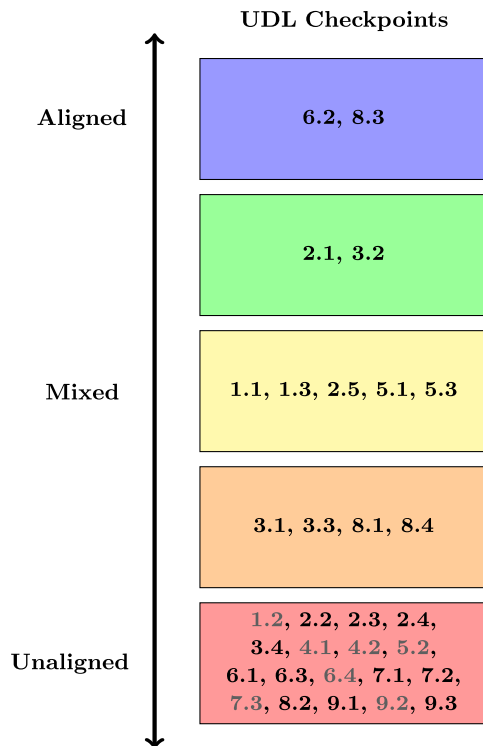 UDL Checkpoints
Aligned
6.2, 8.3
2.1, 3.2
Mixed
1.1, 1.3, 2.5, 5.1, 5.3
3.1, 3.3, 8.1, 8.4
Unaligned
1.2, 2.2, 2.3, 2.4,
3.4, 4.1, 4.2, 5.2,
6.1, 6.3, 6.4, 7.1, 7.2,
7.3, 8.2, 9.1, 9.2, 9.3